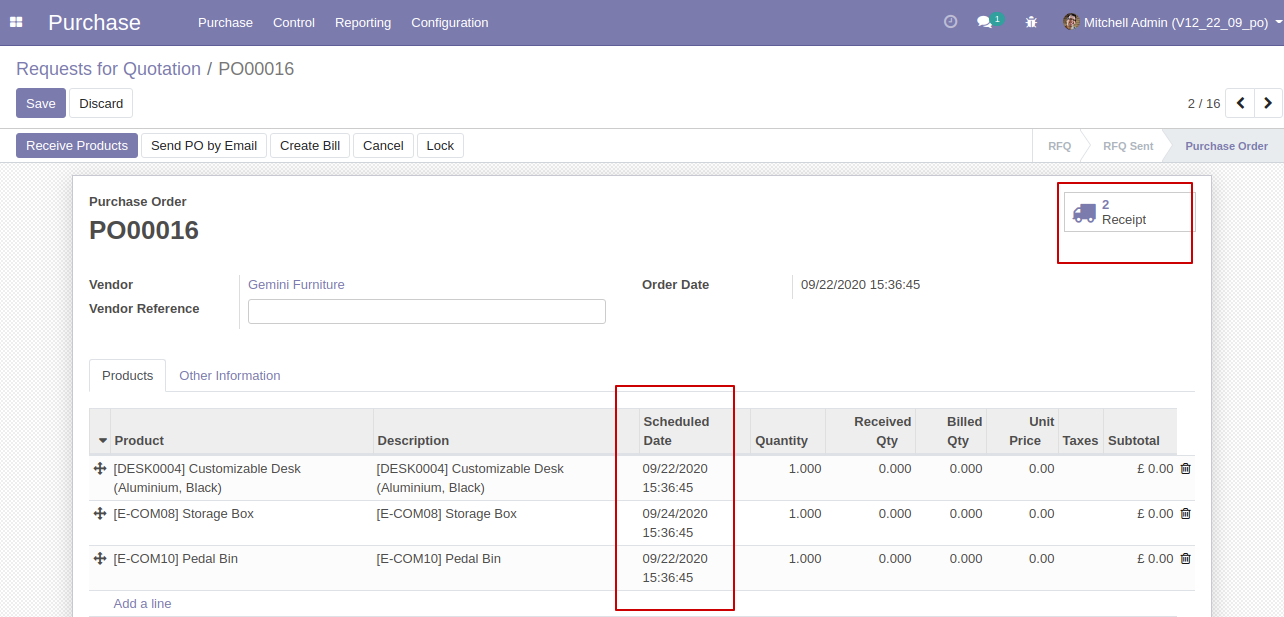 Purchase Purchase Control Reporting Configuration 1 Mitchell Admin (V12_22_09_po)
Requests for Quotation / PO00016
Save Discard 2 / 16
Receive Products Send PO by Email Create Bill Cancel Lock RFQ RFQ Sent Purchase Order
Purchase Order
2
Receipt
PO00016
Vendor Gemini Furniture Order Date 09/22/2020 15:36:45
Vendor Reference
Products Other Information
Scheduled Received Billed Unit
Product Description Date Quantity Qty Qty Price Taxes Subtotal
[DESK0004] Customizable Desk [DESK0004] Customizable Desk 09/22/2020 1.000 0.000 0.000 0.00 £ 0.00
(Aluminium, Black) (Aluminium, Black) 15:36:45
[E-COM08] Storage Box [E-COM08] Storage Box 09/24/2020 1.000 0.000 0.000 0.00 £ 0.00
15:36:45
[E-COM10] Pedal Bin [E-COM10] Pedal Bin 09/22/2020 1.000 0.000 0.000 0.00 £ 0.00
15:36:45
Add a line